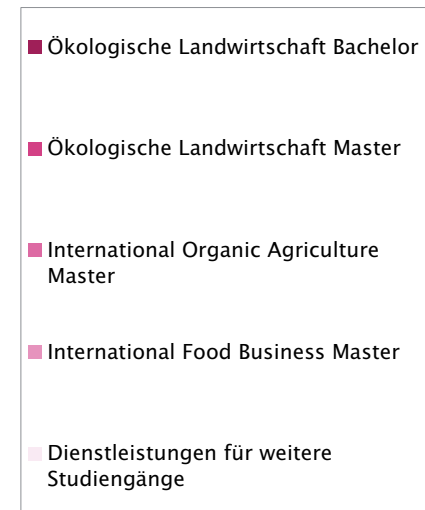 Ökologische Landwirtschaft Bachelor
Ökologische Landwirtschaft Master
International Organic Agriculture
Master
International Food Business Master
Dienstleistungen für weitere
Studiengänge